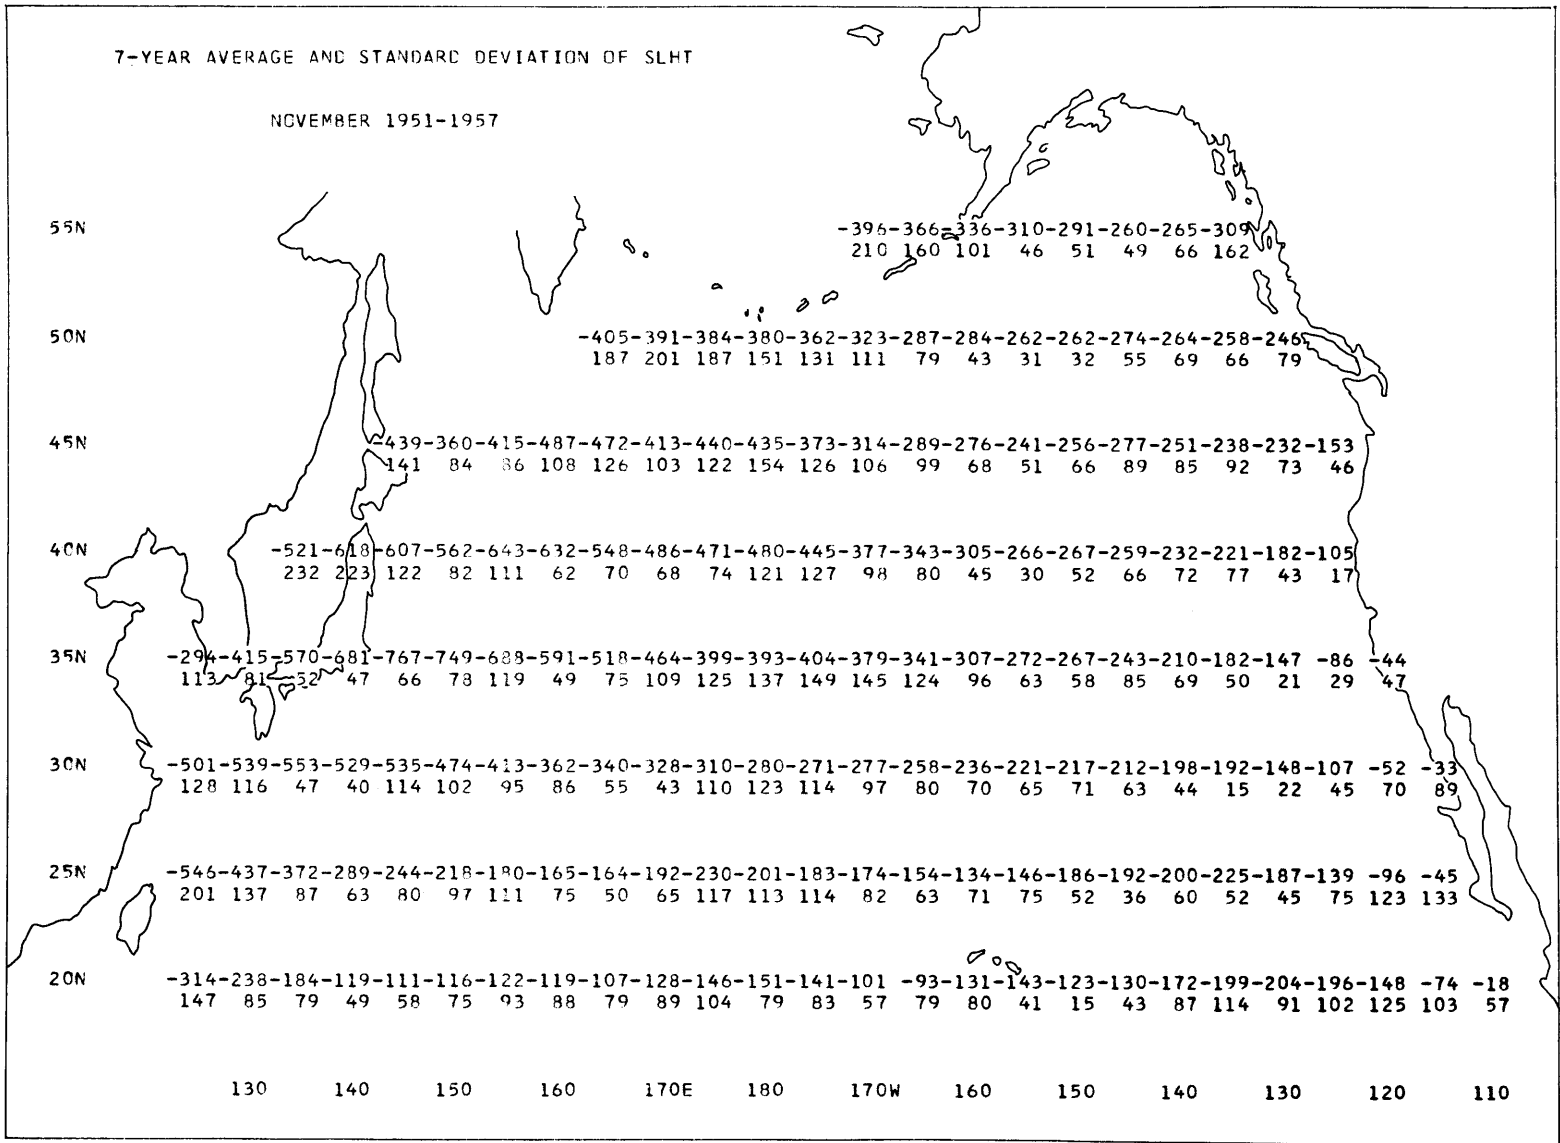 7-YEAR AVERAGE AND STANDARD DEVIATION OF SLHT
NOVEMBER 1951-1957
55N -396-366-336-310-291-260-265-309
210 160 101 46 51 49 66 162
50N -405-391-384-380-362-323-287-284-262-262-274-264-258-246
187 201 187 151 131 111 79 43 31 32 55 69 66 79
45N -439-360-415-487-472-413-440-435-373-314-289-276-241-256-277-251-238-232-153
141 84 86 108 126 103 122 154 126 106 99 68 51 66 89 85 92 73 46
40N -521-618-607-562-643-632-548-486-471-480-445-377-343-305-266-267-259-232-221-182-105
232 223 122 82 111 62 70 68 74 121 127 98 80 45 30 52 66 72 77 43 17
35N -294-415-570-681-767-749-688-591-518-464-399-393-404-379-341-307-272-267-243-210-182-147 -86 -44
113 81 52 47 66 78 119 49 75 109 125 137 149 145 124 96 63 58 85 69 50 21 29 47
30N -501-539-553-529-535-474-413-362-340-328-310-280-271-277-258-236-221-217-212-198-192-148-107 -52 -33
128 116 47 40 114 102 95 86 55 43 110 123 114 97 80 70 65 71 63 44 15 22 45 70 89
25N -546-437-372-289-244-218-180-165-164-192-230-201-183-174-154-134-146-186-192-200-225-187-139 -96 -45
201 137 87 63 80 97 111 75 50 65 117 113 114 82 63 71 75 52 36 60 52 45 75 123 133
20N -314-238-184-119-111-116-122-119-107-128-146-151-141-101 -93-131-143-123-130-172-199-204-196-148 -74 -18
147 85 79 49 58 75 93 88 79 89 104 79 83 57 79 80 41 15 43 87 114 91 102 125 103 57
130 140 150 160 170E 180 170W 160 150 140 130 120 110